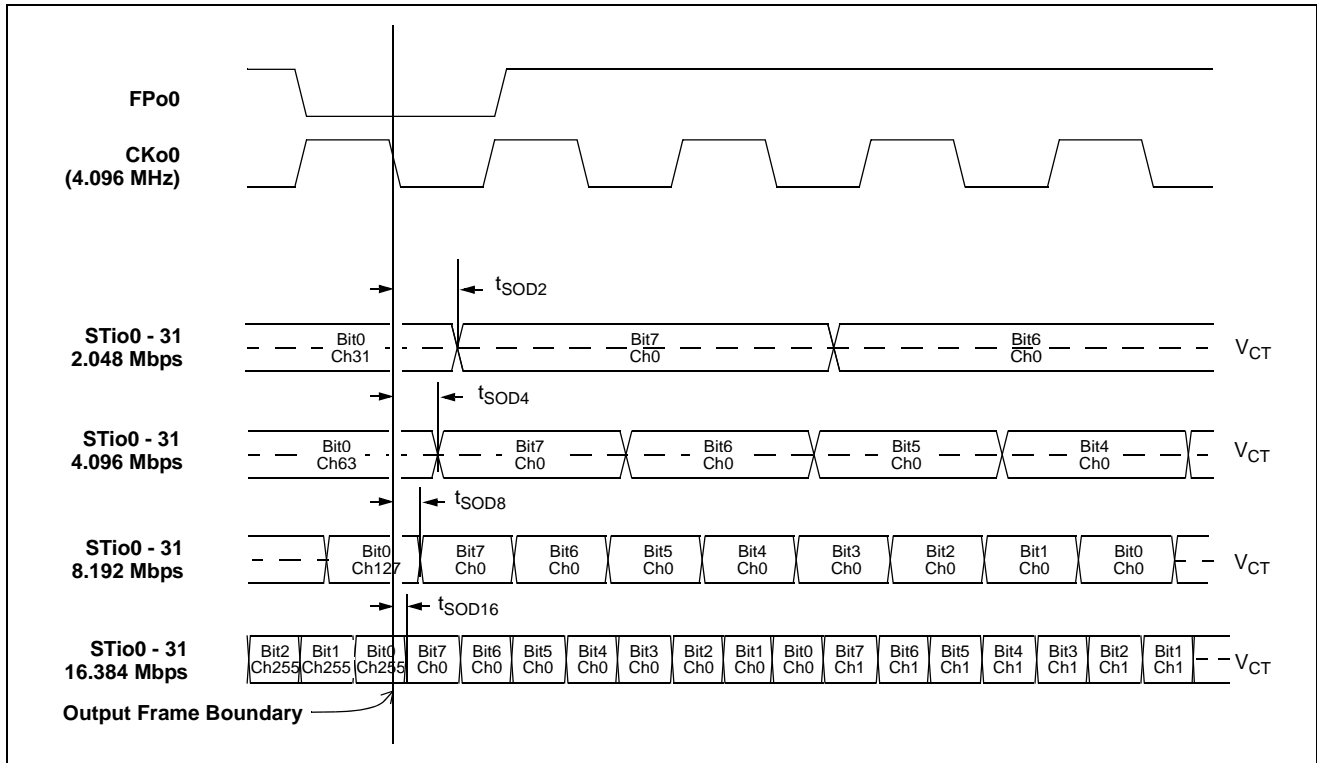 FPo0
CKo0
(4.096 MHz)
tSOD2
STio0 - 31
2.048 Mbps
Bit0
Ch31
Bit7
Ch0
Bit6
Ch0
VCT
tSOD4
STio0 - 31
4.096 Mbps
Bit0
Ch63
Bit7
Ch0
Bit6
Ch0
Bit5
Ch0
Bit4
Ch0
VCT
tSOD8
STio0 - 31
8.192 Mbps
Bit0
Ch127
Bit7
Ch0
Bit6
Ch0
Bit5
Ch0
Bit4
Ch0
Bit3
Ch0
Bit2
Ch0
Bit1
Ch0
Bit0
Ch0
VCT
tSOD16
STio0 - 31
16.384 Mbps
Bit2
Ch255
Bit1
Ch255
Bit0
Ch255
Bit7
Ch0
Bit6
Ch0
Bit5
Ch0
Bit4
Ch0
Bit3
Ch0
Bit2
Ch0
Bit1
Ch0
Bit0
Ch0
Bit7
Ch1
Bit6
Ch1
Bit5
Ch1
Bit4
Ch1
Bit3
Ch1
Bit2
Ch1
Bit1
Ch1
VCT
Output Frame Boundary